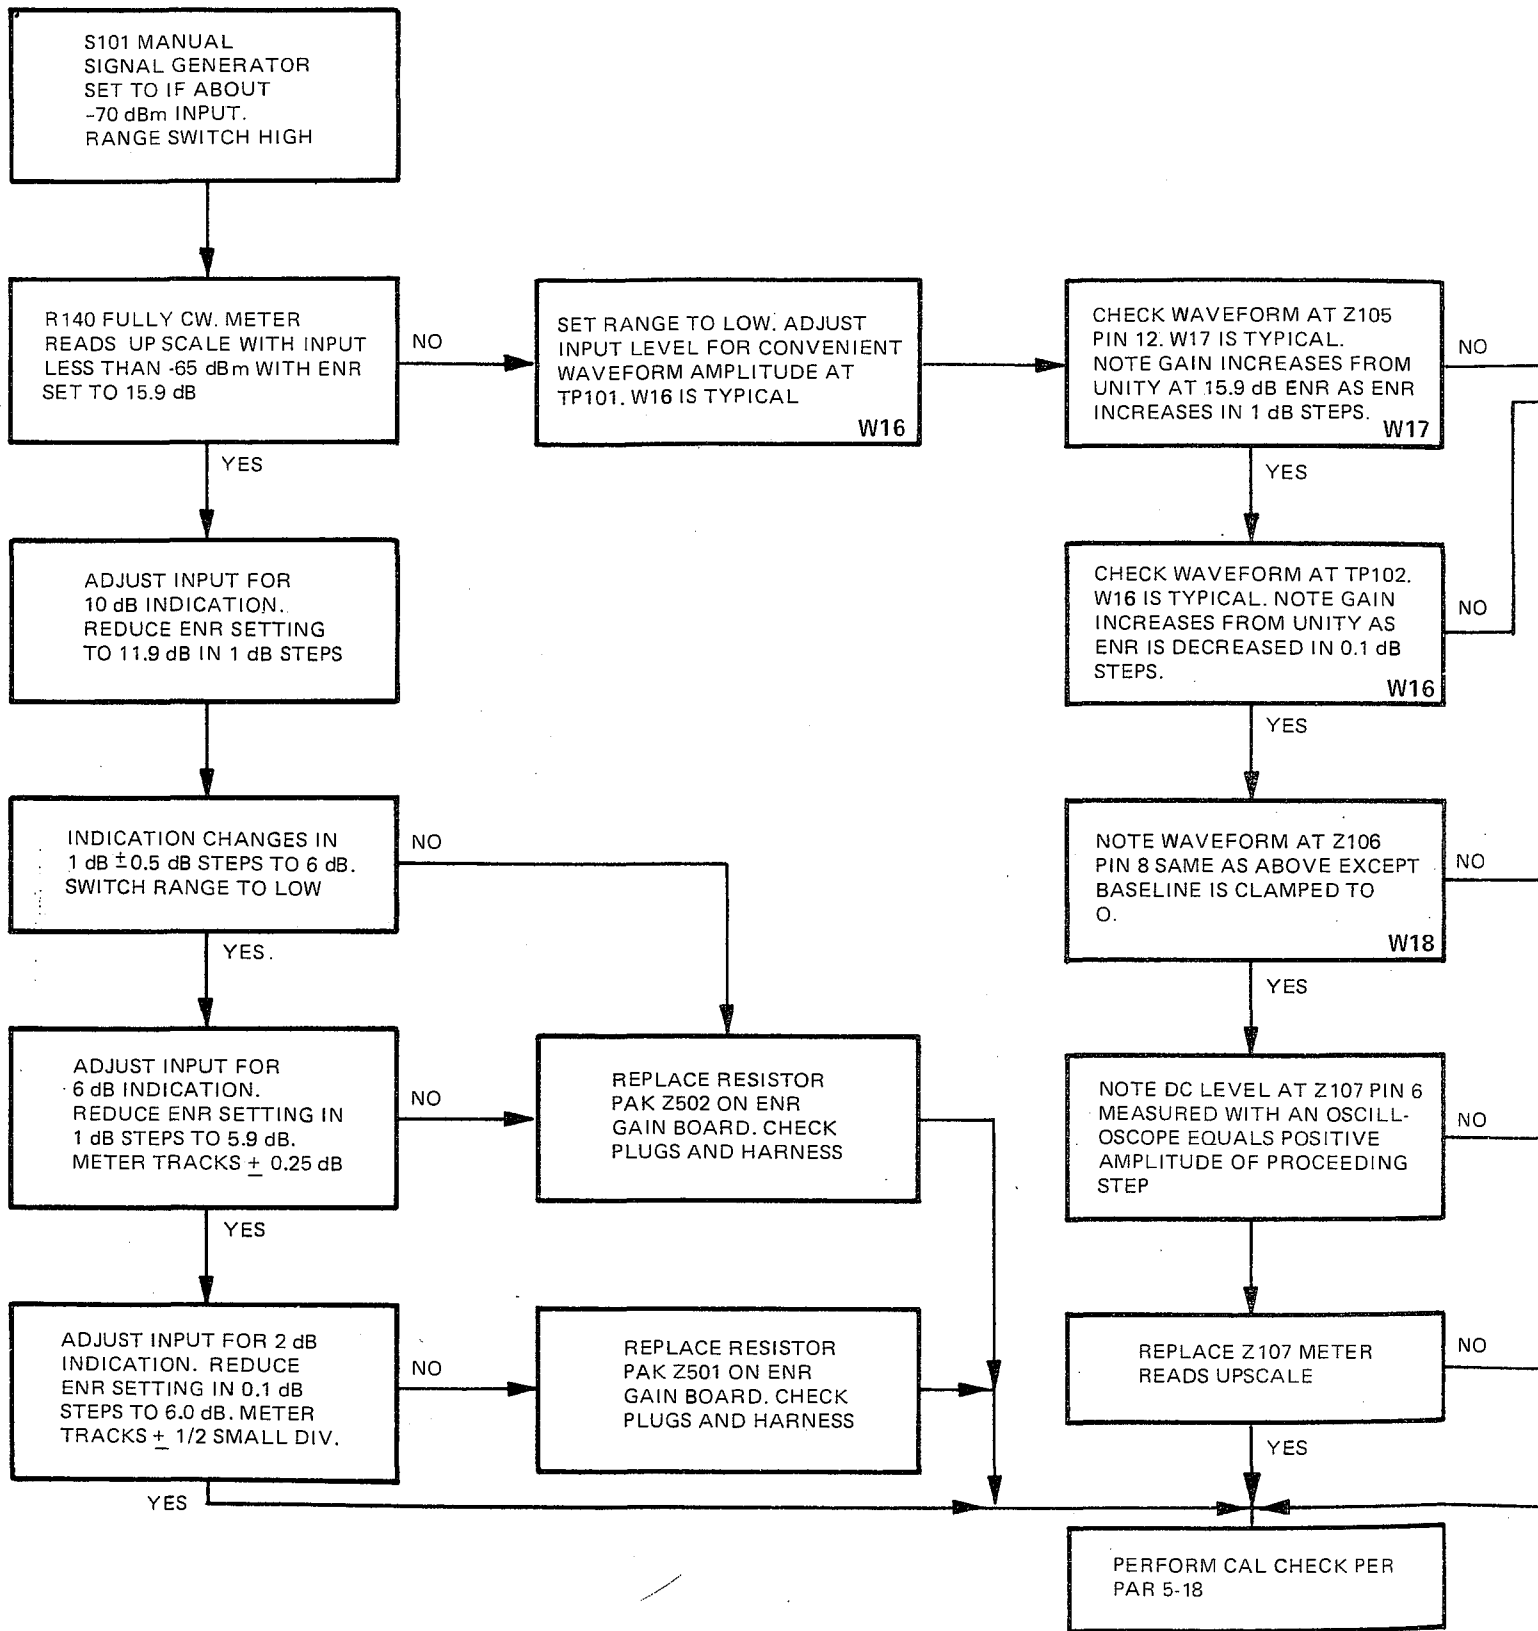 S101 MANUAL
SIGNAL GENERATOR
SET TO IF ABOUT
-70 dBm INPUT.
RANGE SWITCH HIGH
R140 FULLY CW. METER
READS UP SCALE WITH INPUT
LESS THAN -65 dBm WITH ENR
SET TO 15.9 dB
NO
YES
SET RANGE TO LOW. ADJUST
INPUT LEVEL FOR CONVENIENT
WAVEFORM AMPLITUDE AT
TP101. W16 IS TYPICAL
W16
CHECK WAVEFORM AT Z105
PIN 12. W17 IS TYPICAL.
NOTE GAIN INCREASES FROM
UNITY AT 15.9 dB ENR AS ENR
INCREASES IN 1 dB STEPS.
W17
NO
YES
ADJUST INPUT FOR
10 dB INDICATION.
REDUCE ENR SETTING
TO 11.9 dB IN 1 dB STEPS
CHECK WAVEFORM AT TP102.
W16 IS TYPICAL. NOTE GAIN
INCREASES FROM UNITY AS
ENR IS DECREASED IN 0.1 dB
STEPS.
W16
NO
YES
INDICATION CHANGES IN
1 dB ±0.5 dB STEPS TO 6 dB.
SWITCH RANGE TO LOW
NO
YES.
NOTE WAVEFORM AT Z106
PIN 8 SAME AS ABOVE EXCEPT
BASELINE IS CLAMPED TO
O.
W18
NO
YES
ADJUST INPUT FOR
6 dB INDICATION.
REDUCE ENR SETTING IN
1 dB STEPS TO 5.9 dB.
METER TRACKS ± 0.25 dB
NO
YES
REPLACE RESISTOR
PAK Z502 ON ENR
GAIN BOARD. CHECK
PLUGS AND HARNESS
NOTE DC LEVEL AT Z107 PIN 6
MEASURED WITH AN OSCILL-
OSCOPE EQUALS POSITIVE
AMPLITUDE OF PROCEEDING
STEP
NO
ADJUST INPUT FOR 2 dB
INDICATION. REDUCE
ENR SETTING IN 0.1 dB
STEPS TO 6.0 dB. METER
TRACKS ± 1/2 SMALL DIV.
NO
YES
REPLACE RESISTOR
PAK Z501 ON ENR
GAIN BOARD. CHECK
PLUGS AND HARNESS
REPLACE Z107 METER
READS UPSCALE
NO
YES
PERFORM CAL CHECK PER
PAR 5-18